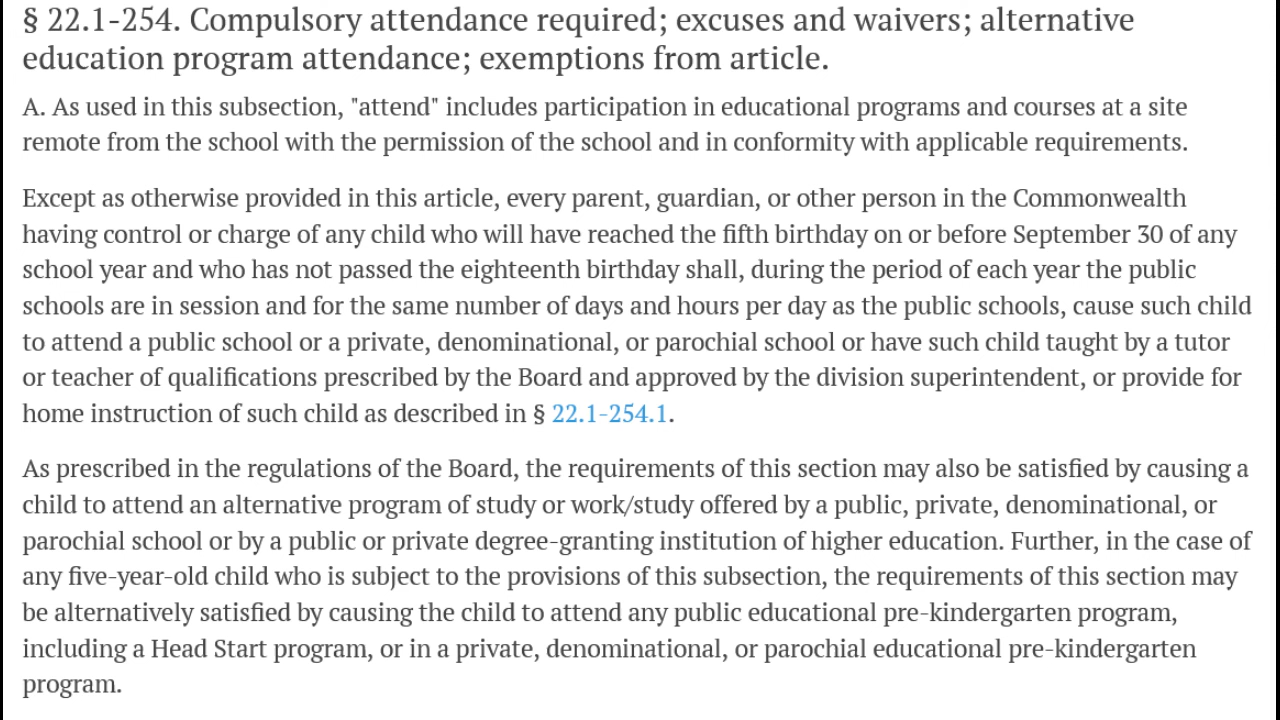 § 22.1-254. Compulsory attendance required; excuses and waivers; alternative
education program attendance; exemptions from article.
A. As used in this subsection, "attend" includes participation in educational programs and courses at a site
remote from the school with the permission of the school and in conformity with applicable requirements.
Except as otherwise provided in this article, every parent, guardian, or other person in the Commonwealth
having control or charge of any child who will have reached the fifth birthday on or before September 30 of any
school year and who has not passed the eighteenth birthday shall, during the period of each year the public
schools are in session and for the same number of days and hours per day as the public schools, cause such child
to attend a public school or a private, denominational, or parochial school or have such child taught by a tutor
or teacher of qualifications prescribed by the Board and approved by the division superintendent, or provide for
home instruction of such child as described in § 22.1-254.1.
As prescribed in the regulations of the Board, the requirements of this section may also be satisfied by causing a
child to attend an alternative program of study or work/study offered by a public, private, denominational, or
parochial school or by a public or private degree-granting institution of higher education. Further, in the case of
any five-year-old child who is subject to the provisions of this subsection, the requirements of this section may
be alternatively satisfied by causing the child to attend any public educational pre-kindergarten program,
including a Head Start program, or in a private, denominational, or parochial educational pre-kindergarten
program.